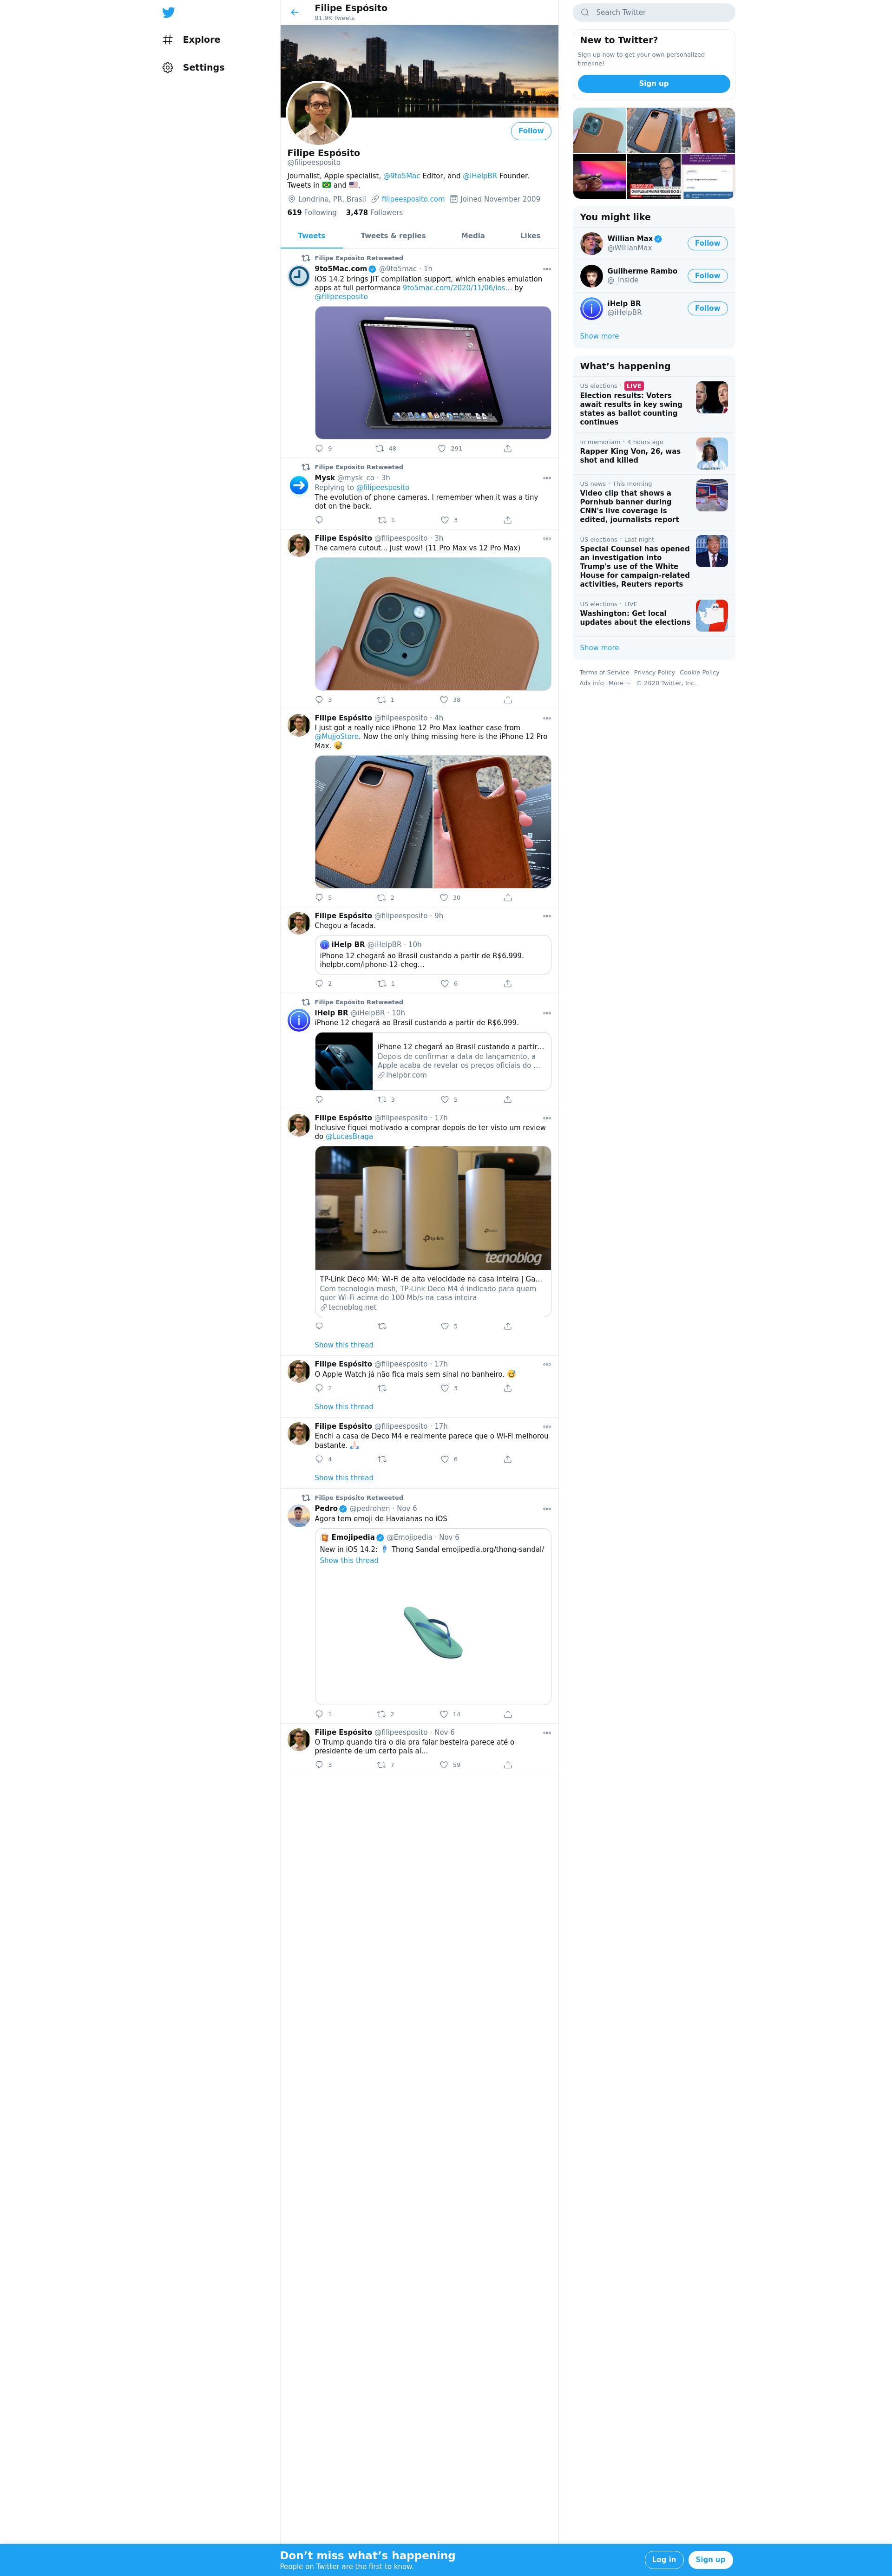 Explore
Settings
Filipe Espósito
81.9K Tweets
Follow
Filipe Espósito
@filipeesposito
Journalist, Apple specialist, @9to5Mac Editor, and @iHelpBR Founder.
Tweets in 🇧🇷 and 🇺🇸.
Londrina, PR, Brasil filipeesposito.com Joined November 2009
619 Following 3,478 Followers
Tweets Tweets & replies Media Likes
Filipe Espósito Retweeted
9to5Mac.com @9to5mac · 1h
iOS 14.2 brings JIT compilation support, which enables emulation
apps at full performance 9to5mac.com/2020/11/06/ios… by
@filipeesposito
9 48 291
Filipe Espósito Retweeted
Mysk @mysk_co · 3h
Replying to @filipeesposito
The evolution of phone cameras. I remember when it was a tiny
dot on the back.
1 3
Filipe Espósito @filipeesposito · 3h
The camera cutout... just wow! (11 Pro Max vs 12 Pro Max)
3 1 38
Filipe Espósito @filipeesposito · 4h
I just got a really nice iPhone 12 Pro Max leather case from
@MujjoStore. Now the only thing missing here is the iPhone 12 Pro
Max. 😅
5 2 30
Filipe Espósito @filipeesposito · 9h
Chegou a facada.
iHelp BR @iHelpBR · 10h
iPhone 12 chegará ao Brasil custando a partir de R$6.999.
ihelpbr.com/iphone-12-cheg…
2 1 6
Filipe Espósito Retweeted
iHelp BR @iHelpBR · 10h
iPhone 12 chegará ao Brasil custando a partir de R$6.999.
iPhone 12 chegará ao Brasil custando a partir…
Depois de confirmar a data de lançamento, a
Apple acaba de revelar os preços oficiais do …
ihelpbr.com
3 5
Filipe Espósito @filipeesposito · 17h
Inclusive fiquei motivado a comprar depois de ter visto um review
do @LucasBraga
tp-link
tecnoblog
TP-Link Deco M4: Wi-Fi de alta velocidade na casa inteira | Ga…
Com tecnologia mesh, TP-Link Deco M4 é indicado para quem
quer Wi-Fi acima de 100 Mb/s na casa inteira
tecnoblog.net
5
Show this thread
Filipe Espósito @filipeesposito · 17h
O Apple Watch já não fica mais sem sinal no banheiro. 😅
2 3
Show this thread
Filipe Espósito @filipeesposito · 17h
Enchi a casa de Deco M4 e realmente parece que o Wi-Fi melhorou
bastante. 🙏🏻
4 6
Show this thread
Filipe Espósito Retweeted
Pedro @pedrohen · Nov 6
Agora tem emoji de Havaianas no iOS
Emojipedia @Emojipedia · Nov 6
New in iOS 14.2: 🩴 Thong Sandal emojipedia.org/thong-sandal/
Show this thread
1 2 14
Filipe Espósito @filipeesposito · Nov 6
O Trump quando tira o dia pra falar besteira parece até o
presidente de um certo país aí...
3 7 59
Search Twitter
New to Twitter?
Sign up now to get your personalized
timeline!
Sign up
You might like
Willian Max
@WillianMax
Follow
Guilherme Rambo
@_inside
Follow
iHelp BR
@iHelpBR
Follow
Show more
What’s happening
US elections · LIVE
Election results: Voters
await results in key swing
states as ballot counting
continues
In memoriam · 4 hours ago
Rapper King Von, 26, was
shot and killed
US news · This morning
Video clip that shows a
Pornhub banner during
CNN's live coverage is
edited, journalists report
US elections · Last night
Special Counsel has opened
an investigation into
Trump's use of the White
House for campaign-related
activities, Reuters reports
US elections · LIVE
Washington: Get local
updates about the elections
Show more
Terms of Service Privacy Policy Cookie Policy
Ads info More ··· © 2020 Twitter, Inc.
Don’t miss what’s happening
People on Twitter are the first to know.
Log in Sign up